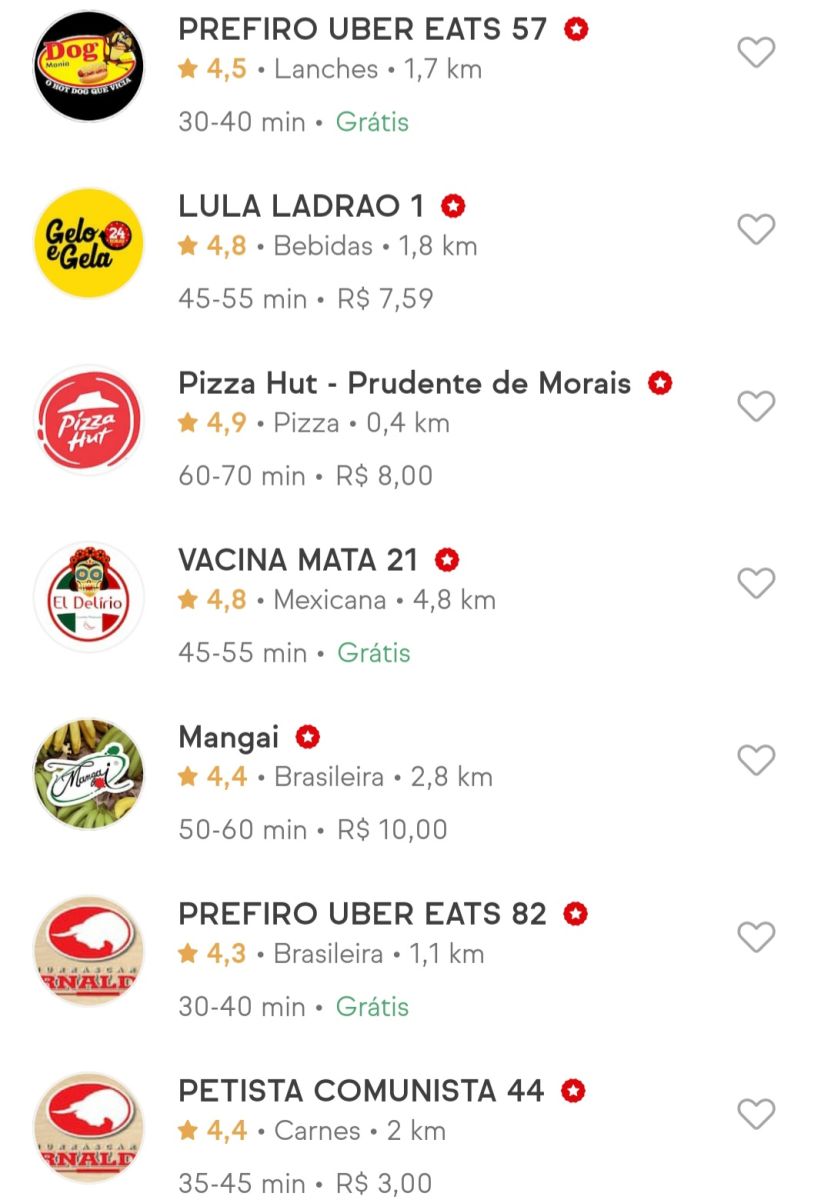 Dog
Mania
O HOT DOG QUE VICIA
PREFIRO UBER EATS 57
4,5 • Lanches • 1,7 km
30-40 min • Grátis
Gelo 24
e Gela
LULA LADRAO 1
4,8 • Bebidas • 1,8 km
45-55 min • R$ 7,59
Pizza
Hut
Pizza Hut - Prudente de Morais
4,9 • Pizza • 0,4 km
60-70 min • R$ 8,00
El Delírio
VACINA MATA 21
4,8 • Mexicana • 4,8 km
45-55 min • Grátis
Mangai
Mangai
4,4 • Brasileira • 2,8 km
50-60 min • R$ 10,00
RNALD
PREFIRO UBER EATS 82
4,3 • Brasileira • 1,1 km
30-40 min • Grátis
RNALD
PETISTA COMUNISTA 44
4,4 • Carnes • 2 km
35-45 min • R$ 3,00